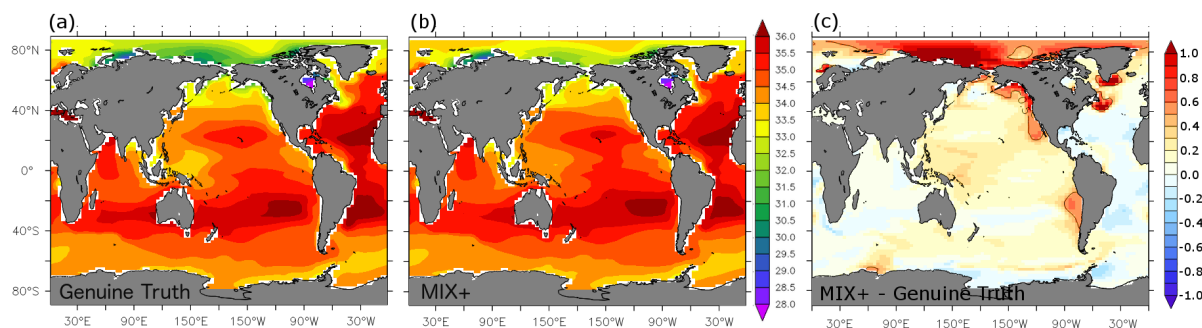 (a) (b) (c)
80°N
40°N
0°
40°S
80°S
Genuine Truth
30°E 90°E 150°E 150°W 90°W 30°W
MIX+
30°E 90°E 150°E 150°W 90°W 30°W
36.0
35.5
35.0
34.5
34.0
33.5
33.0
32.5
32.0
31.5
31.0
30.5
30.0
29.5
29.0
28.5
28.0
MIX+ - Genuine Truth
30°E 90°E 150°E 150°W 90°W 30°W
1.0
0.8
0.6
0.4
0.2
0.0
-0.2
-0.4
-0.6
-0.8
-1.0